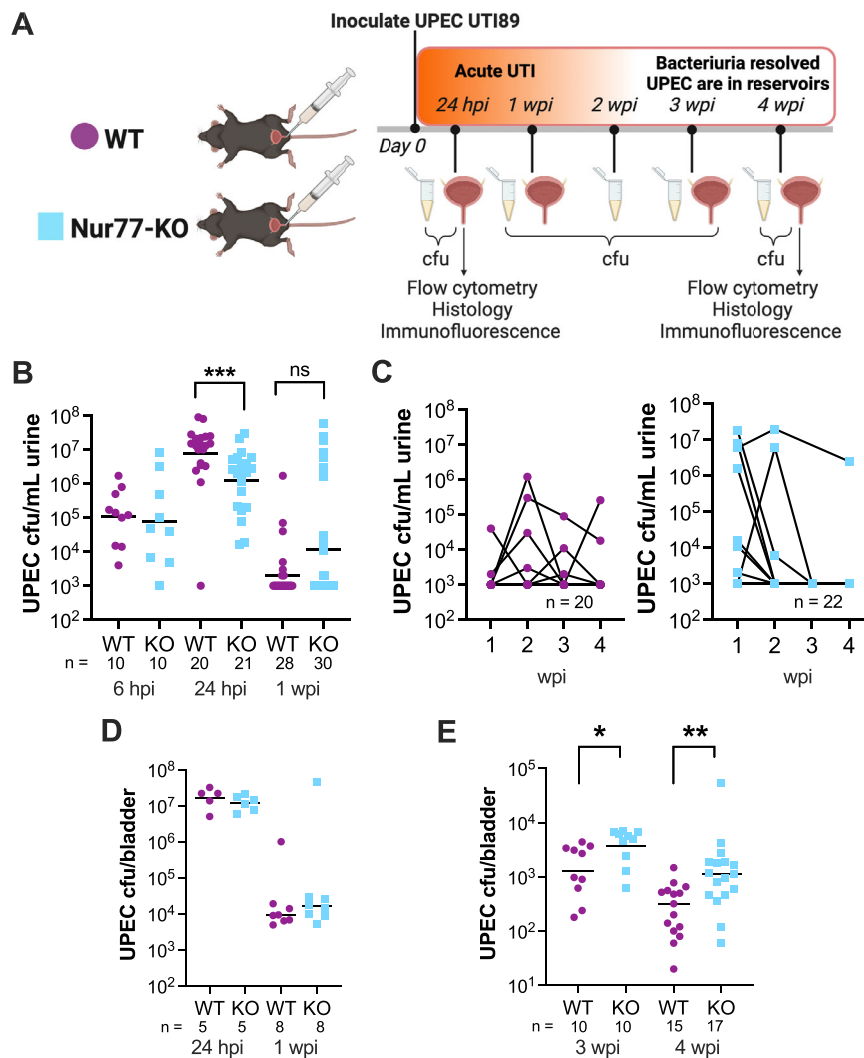 A
Inoculate UPEC UTI89
WT
Nur77-KO
Acute UTI
Bacteriuria resolved
UPEC are in reservoirs
24 hpi 1 wpi 2 wpi 3 wpi 4 wpi
Day 0
cfu cfu cfu
Flow cytometry
Histology
Immunofluorescence
Flow cytometry
Histology
Immunofluorescence
B
UPEC cfu/mL urine
10^8
10^7
10^6
10^5
10^4
10^3
10^2
*** ns
WT KO WT KO WT KO
n = 10 10 20 21 28 30
6 hpi 24 hpi 1 wpi
C
UPEC cfu/mL urine
10^8
10^7
10^6
10^5
10^4
10^3
10^2
n = 20
1 2 3 4
wpi
UPEC cfu/mL urine
10^8
10^7
10^6
10^5
10^4
10^3
10^2
n = 22
1 2 3 4
wpi
D
UPEC cfu/bladder
10^8
10^7
10^6
10^5
10^4
10^3
10^2
WT KO WT KO
n = 5 5 8 8
24 hpi 1 wpi
E
UPEC cfu/bladder
10^5
10^4
10^3
10^2
10^1
* **
WT KO WT KO
n = 10 10 15 17
3 wpi 4 wpi